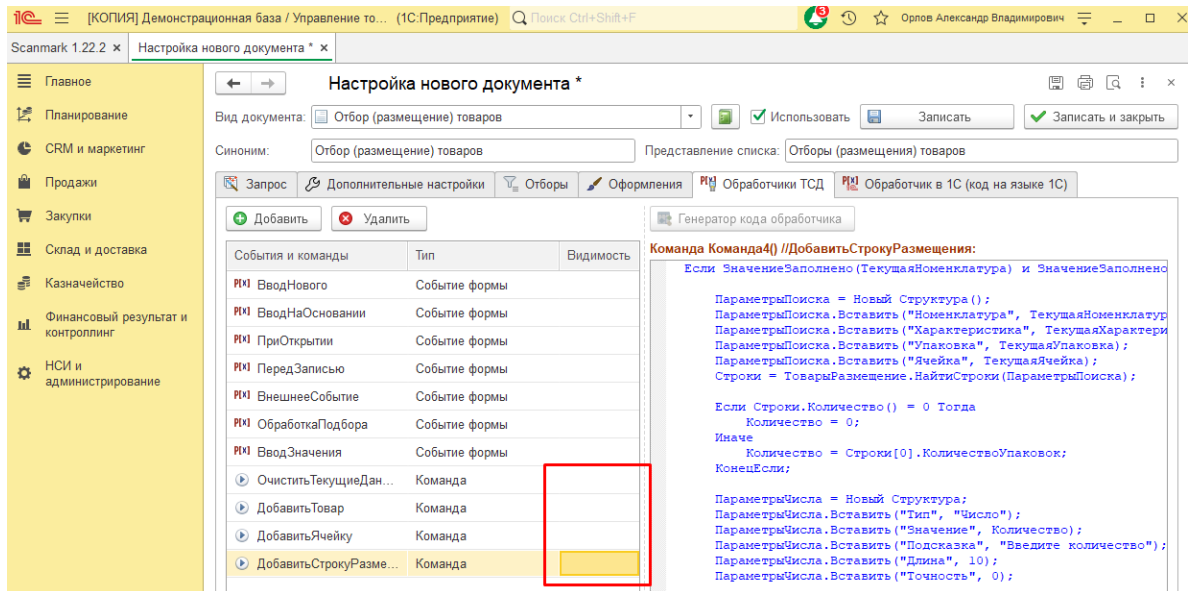 [КОПИЯ] Демонстрационная база / Управление то... (1С:Предприятие) Поиск Ctrl+Shift+F 3 Орлов Александр Владимирович
Scanmark 1.22.2 × Настройка нового документа * ×
Главное
Планирование
CRM и маркетинг
Продажи
Закупки
Склад и доставка
Казначейство
Финансовый результат и
контроллинг
НСИ и
администрирование
Настройка нового документа *
Вид документа: Отбор (размещение) товаров Использовать Записать Записать и закрыть
Синоним: Отбор (размещение) товаров Представление списка: Отборы (размещения) товаров
Запрос Дополнительные настройки Отборы Оформления Обработчики ТСД Обработчик в 1С (код на языке 1С)
Добавить Удалить Генератор кода обработчика
События и команды Тип Видимость
ВводНового Событие формы
ВводНаОсновании Событие формы
ПриОткрытии Событие формы
ПередЗаписью Событие формы
ВнешнееСобытие Событие формы
ОбработкаПодбора Событие формы
ВводЗначения Событие формы
ОчиститьТекущиеДан... Команда
ДобавитьТовар Команда
ДобавитьЯчейку Команда
ДобавитьСтрокуРазме... Команда
Команда Команда4() //ДобавитьСтрокуРазмещения:
Если ЗначениеЗаполнено(ТекущаяНоменклатура) и ЗначениеЗаполнено
ПараметрыПоиска = Новый Структура();
ПараметрыПоиска.Вставить("Номенклатура", ТекущаяНоменклатур
ПараметрыПоиска.Вставить("Характеристика", ТекущаяХарактери
ПараметрыПоиска.Вставить("Упаковка", ТекущаяУпаковка);
ПараметрыПоиска.Вставить("Ячейка", ТекущаяЯчейка);
Строки = ТоварыРазмещение.НайтиСтроки(ПараметрыПоиска);
Если Строки.Количество() = 0 Тогда
Количество = 0;
Иначе
Количество = Строки[0].КоличествоУпаковок;
КонецЕсли;
ПараметрыЧисла = Новый Структура;
ПараметрыЧисла.Вставить("Тип", "Число");
ПараметрыЧисла.Вставить("Значение", Количество);
ПараметрыЧисла.Вставить("Подсказка", "Введите количество");
ПараметрыЧисла.Вставить("Длина", 10);
ПараметрыЧисла.Вставить("Точность", 0);